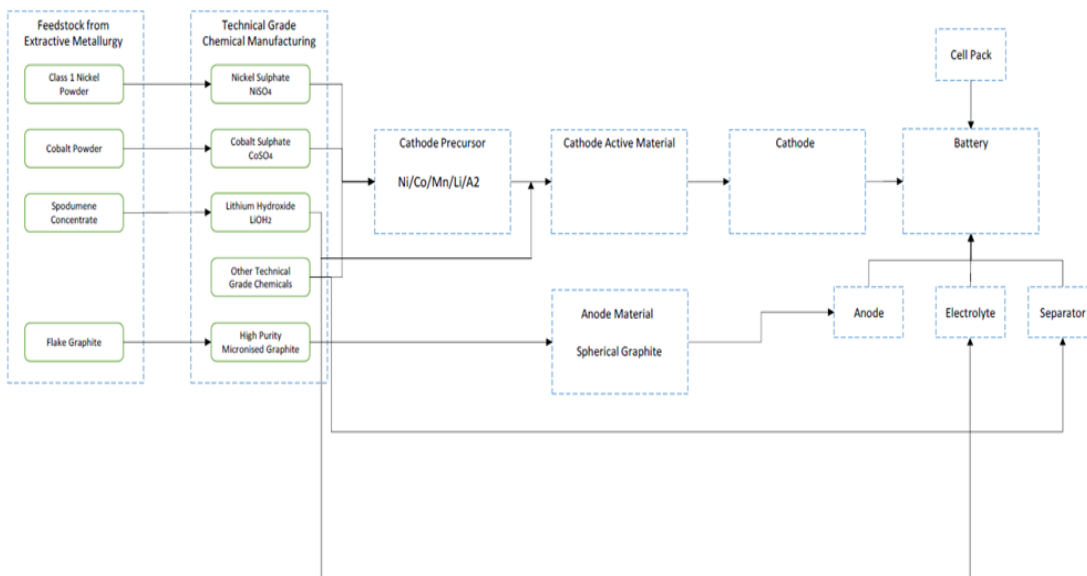 Feedstock from
Extractive Metallurgy
Class 1 Nickel
Powder
Cobalt Powder
Spodumene
Concentrate
Flake Graphite
Technical Grade
Chemical Manufacturing
Nickel Sulphate
NiSO4
Cobalt Sulphate
CoSO4
Lithium Hydroxide
LiOH2
Other Technical
Grade Chemicals
High Purity
Micronised Graphite
Cathode Precursor
Ni/Co/Mn/Li/A2
Cathode Active Material
Cathode
Cell Pack
Battery
Anode Material
Spherical Graphite
Anode
Electrolyte
Separator